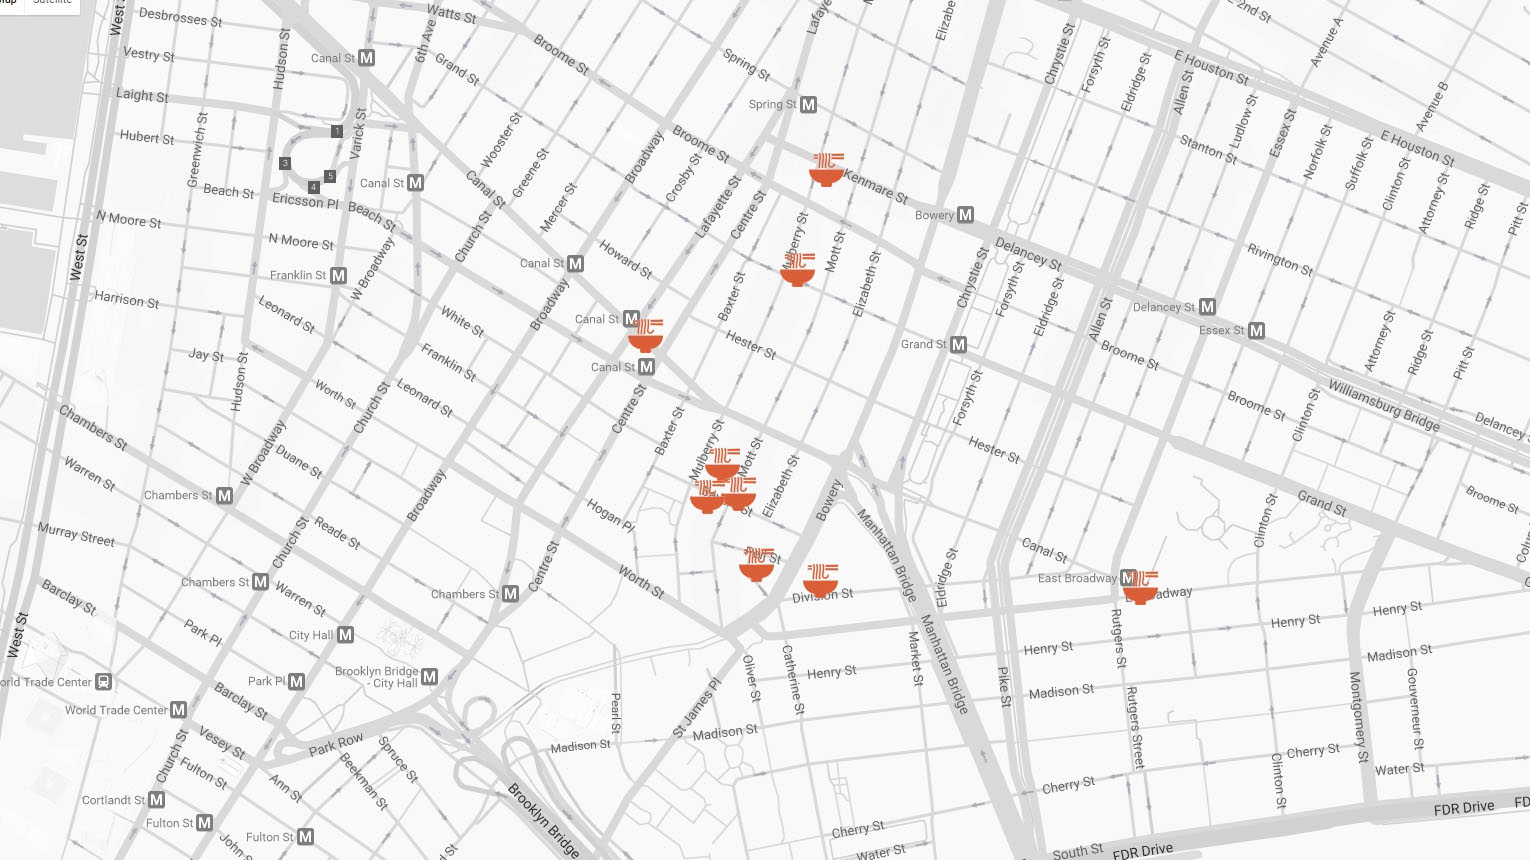 Satellite
Desbrosses St
West St
Watts St
6th Ave
Hudson St
Vestry St
Canal St
Grand St
Broome St
Spring St
Chrystie St
Forsyth St
Eldridge St
Allen St
E Houston St
E 2nd St
Avenue A
Avenue B
Laight St
Spring St
Hubert St
Greenwich St
Varick St
1
3
5
4
Wooster St
Greene St
Broadway
Broome St
Crosby St
Ludlow St
Essex St
Norfolk St
Suffolk St
Stanton St
E Houston St
Clinton St
Attorney St
Ridge St
Pitt St
Beach St
Ericsson Pl
Beach St
Canal St
Canal St
Mercer St
Lafayette St
Centre St
Kenmare St
Bowery
N Moore St
N Moore St
Church St
Howard St
Mulberry St
Mott St
Elizabeth St
Delancey St
Rivington St
West St
Franklin St
W Broadway
Canal St
Broadway
Baxter St
Chrystie St
Forsyth St
Eldridge St
Allen St
Delancey St
Essex St
Harrison St
Leonard St
White St
Canal St
Hester St
Grand St
Broome St
Attorney St
Ridge St
Pitt St
Jay St
Hudson St
Franklin St
Canal St
Worth St
Leonard St
Church St
Centre St
Forsyth St
Broome St
Clinton St
Williamsburg Bridge
Delancey S
Chambers St
W Broadway
Duane St
Baxter St
Mulberry St
Mott St
Elizabeth St
Hester St
Warren St
Chambers St
Broadway
Bowery
Grand St
Broome St
Clinton St
Murray Street
Reade St
Church St
Hogan Pl
Manhattan Bridge
Canal St
Centre St
Eldridge St
East Broadway
Chambers St
Barclay St
Warren St
Chambers St
Worth St
Division St
Henry St
Henry St
Rutgers St
West St
Park Pl
City Hall
Manhattan Bridge
Market St
Henry St
Madison St
Brooklyn Bridge
- City Hall
Oliver St
Catherine St
Henry St
Pike St
Madison St
Rutgers Street
Montgomery St
Gouverneur St
orld Trade Center
Park Pl
Barclay St
World Trade Center
Pearl St
St James Pl
Madison St
Madison St
Vesey St
Park Row
Church St
Fulton St
Spruce St
Beekman St
Ann St
Cherry St
Cherry St
Clinton St
Water St
Cortlandt St
Fulton St
Fulton St
Brooklyn Bridge
Cherry St
Water St
South St
FDR Drive
FDR Drive
FD